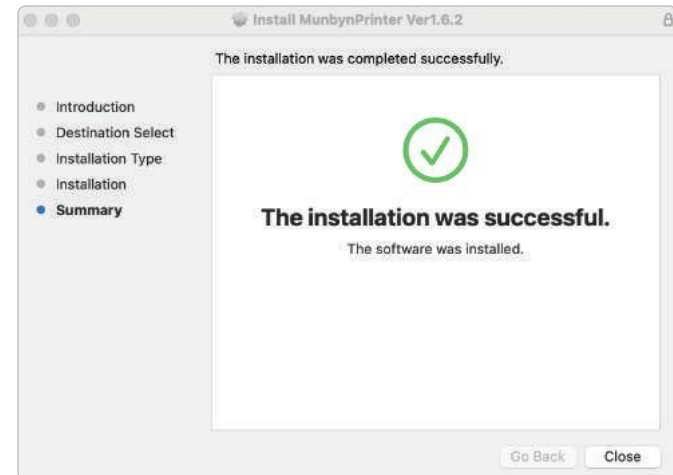 Install MunbynPrinter Ver1.6.2
The installation was completed successfully.
Introduction
Destination Select
Installation Type
Installation
Summary
The installation was successful.
The software was installed.
Go Back
Close